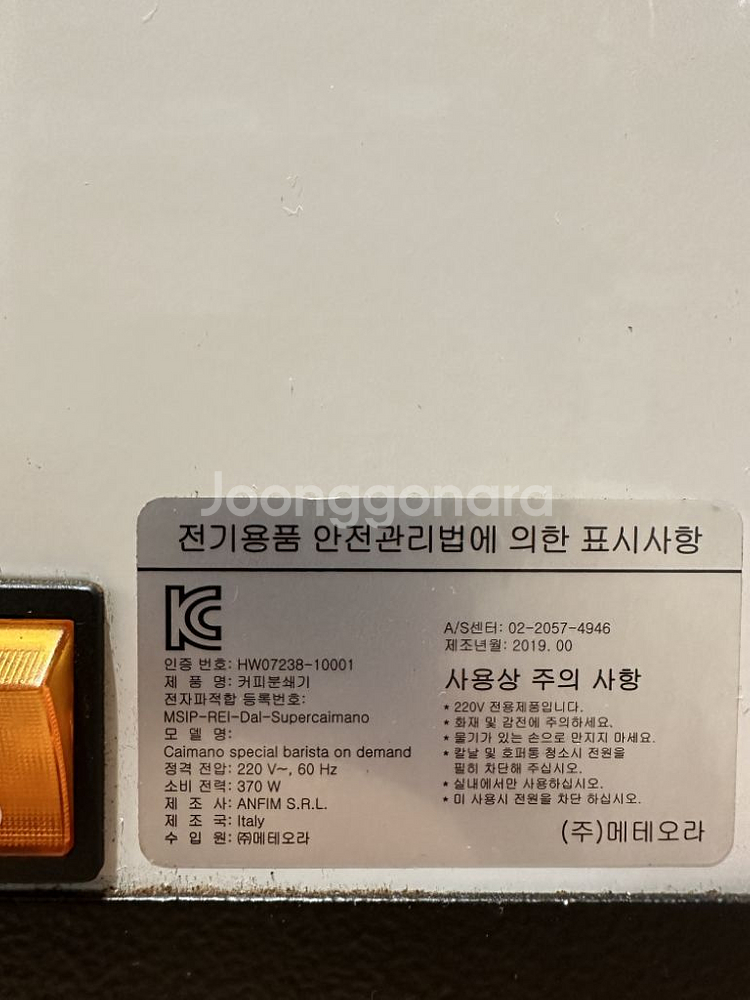 Joonggonara
전기용품 안전관리법에 의한 표시사항
KC
인증 번호: HW07238-10001
제 품 명: 커피분쇄기
전자파적합 등록번호:
MSIP-REI-Dal-Supercaimano
모 델 명:
Caimano special barista on demand
정격 전압: 220 V~, 60 Hz
소비 전력: 370 W
제 조 사: ANFIM S.R.L.
제 조 국: Italy
수 입 원: ㈜메테오라
A/S센터: 02-2057-4946
제조년월: 2019. 00
사용상 주의 사항
* 220V 전용제품입니다.
* 화재 및 감전에 주의하세요.
* 물기가 있는 손으로 만지지 마세요.
* 칼날 및 호퍼통 청소시 전원을
필히 차단해 주십시오.
* 실내에서만 사용하십시오.
* 미 사용시 전원을 차단 하십시오.
(주)메테오라